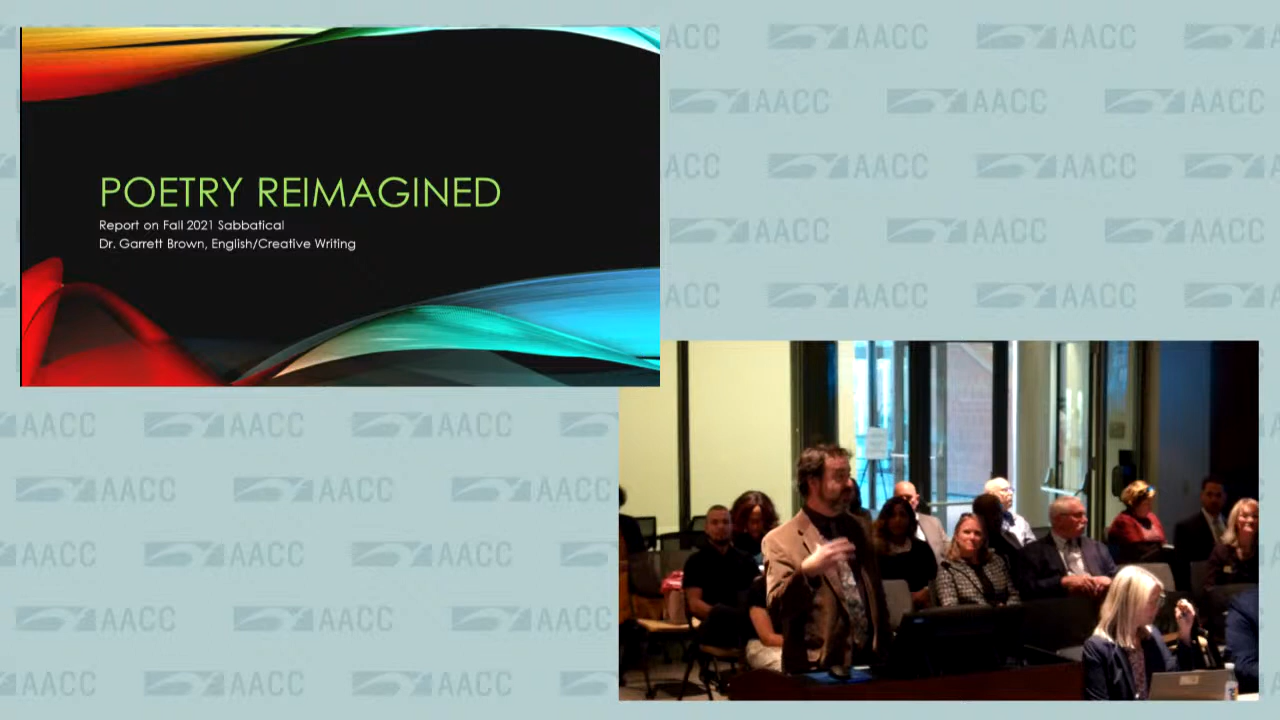 POETRY REIMAGINED
Report on Fall 2021 Sabbatical
Dr. Garrett Brown, English/Creative Writing
AACC